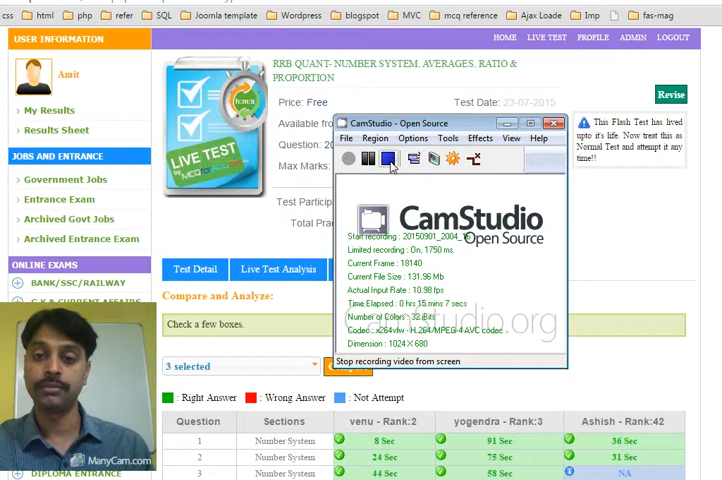 css html php refer SQL Joomla template Wordpress blogspot MVC mcq reference Ajax Loade Imp fas-mag
USER INFORMATION
HOME LIVE TEST PROFILE ADMIN LOGOUT
Amit
My Results
Results Sheet
JOBS AND ENTRANCE
Government Jobs
Entrance Exam
Archived Govt Jobs
Archived Entrance Exam
ONLINE EXAMS
BANK/SSC/RAILWAY
G.K & CURRENT AFFAIRS
DIPLOMA ENTRANCE
ManyCam.com
LIVE TEST
RRB QUANT- NUMBER SYSTEM, AVERAGES, RATIO &
PROPORTION
Price: Free
Test Date: 23-07-2015
Available from
Question: 20
Max Marks:
Test Participa
Total Prac
Revise
This Flash Test has lived
upto it's life. Now treat this as
Normal Test and attempt it any
time!!
CamStudio - Open Source
File Region Options Tools Effects View Help
CamStudio
Open Source
Start recording : 20150901_2004_16
Limited recording : On, 1750 ms.
Current Frame : 18140
Current File Size : 131.96 Mb
Actual Input Rate : 10.98 fps
Time Elapsed : 0 hrs 15 mins 7 secs
Number of Colors : 32 Bits
Codec : x264vfw - H.264/MPEG-4 AVC codec
Dimension : 1024 X 680
Camstudio.org
Stop recording video from screen
Test Detail Live Test Analysis
Compare and Analyze:
Check a few boxes.
3 selected
Right Answer Wrong Answer Not Attempt
Question Sections venu - Rank:2 yogendra - Rank:3 Ashish - Rank:42
1 Number System 8 Sec 91 Sec 36 Sec
2 Number System 24 Sec 75 Sec 31 Sec
3 Number System 44 Sec 58 Sec NA